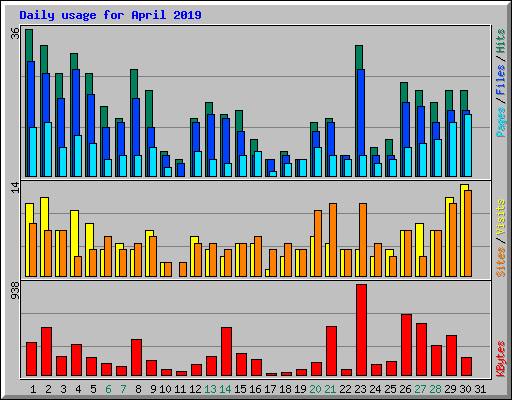 Daily usage for April 2019
36
Pages / Files / Hits
14
Sites / Visits
938
KBytes
1 2 3 4 5 6 7 8 9 10 11 12 13 14 15 16 17 18 19 20 21 22 23 24 25 26 27 28 29 30 31